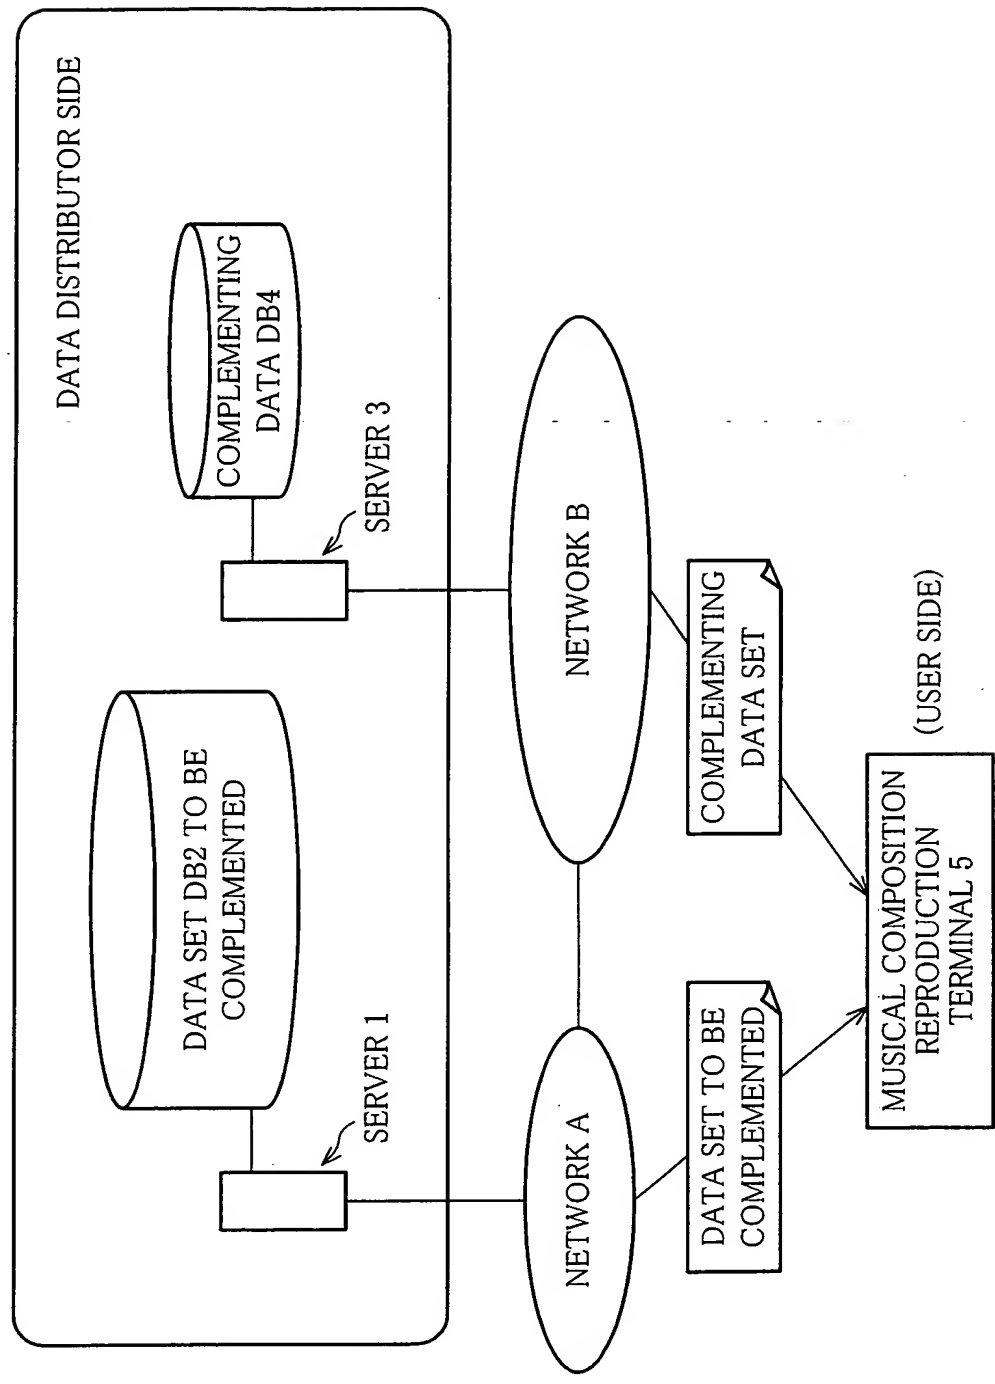 DATA DISTRIBUTOR SIDE
DATA SET DB2 TO BE
COMPLEMENTED
COMPLEMENTING
DATA DB4
SERVER 1
SERVER 3
NETWORK A
NETWORK B
DATA SET TO BE
COMPLEMENTED
COMPLEMENTING
DATA SET
MUSICAL COMPOSITION
REPRODUCTION
TERMINAL 5
(USER SIDE)